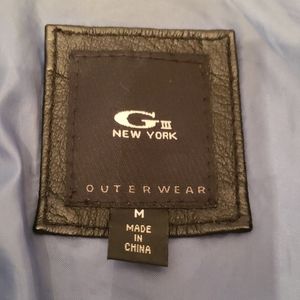 G III
NEW YORK
OUTERWEAR
M
MADE
IN
CHINA